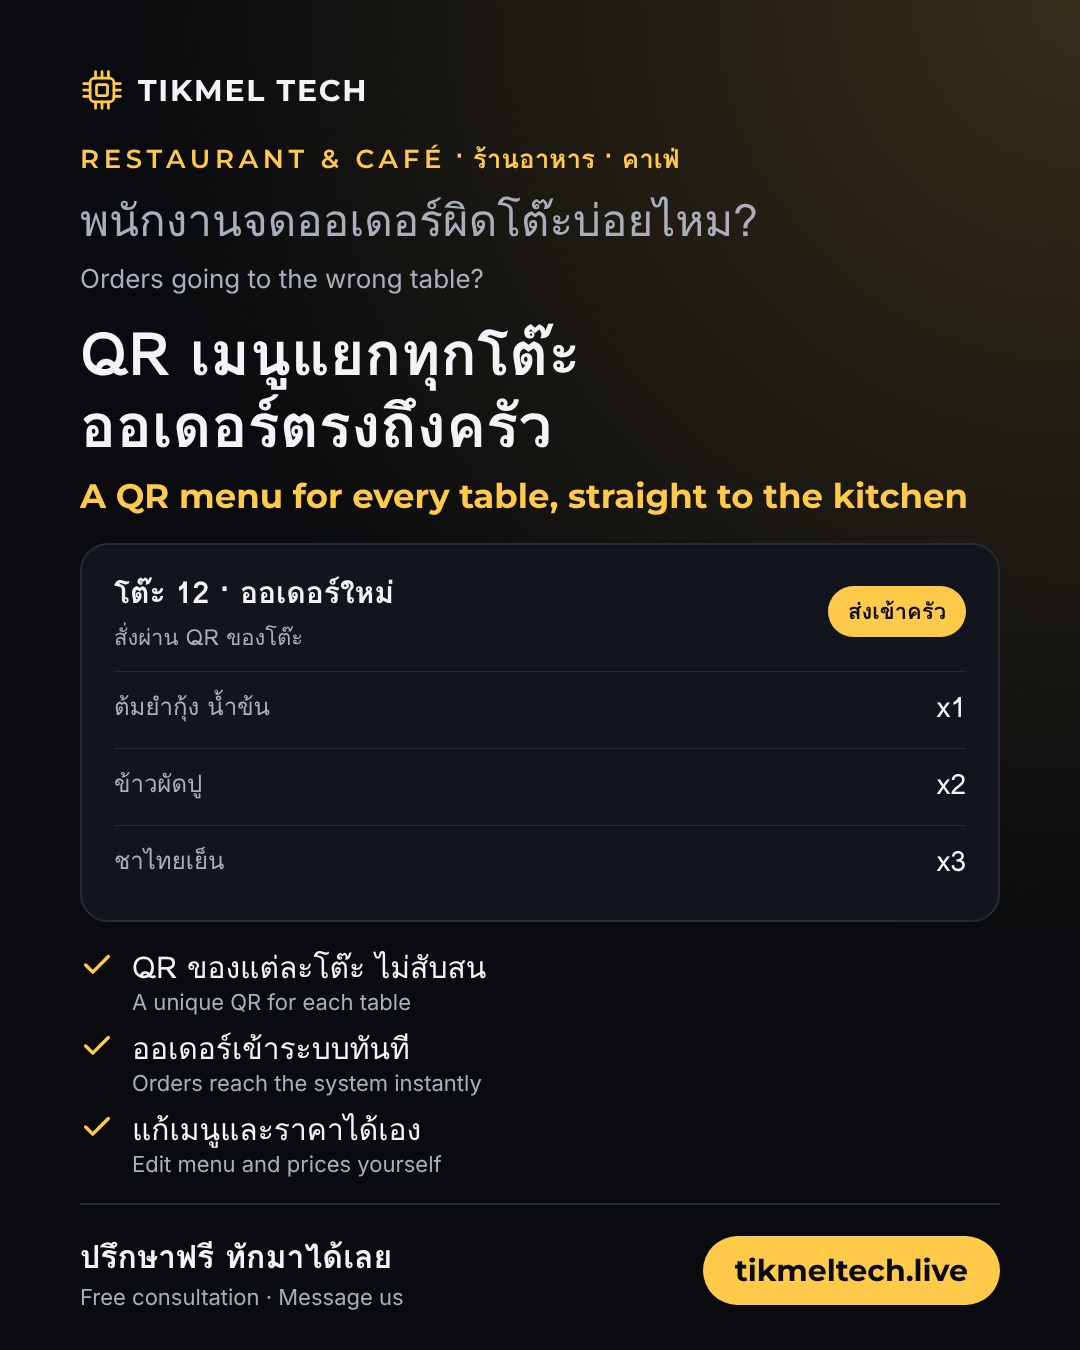 TIKMEL TECH
RESTAURANT & CAFÉ · ร้านอาหาร · คาเฟ่
พนักงานจดออเดอร์ผิดโต๊ะบ่อยไหม?
Orders going to the wrong table?
QR เมนูแยกทุกโต๊ะ
ออเดอร์ตรงถึงครัว
A QR menu for every table, straight to the kitchen
โต๊ะ 12 · ออเดอร์ใหม่
ส่งเข้าครัว
สั่งผ่าน QR ของโต๊ะ
ต้มยำกุ้ง น้ำข้น x1
ข้าวผัดปู x2
ชาไทยเย็น x3
QR ของแต่ละโต๊ะ ไม่สับสน
A unique QR for each table
ออเดอร์เข้าระบบทันที
Orders reach the system instantly
แก้เมนูและราคาได้เอง
Edit menu and prices yourself
ปรึกษาฟรี ทักมาได้เลย
Free consultation · Message us
tikmeltech.live